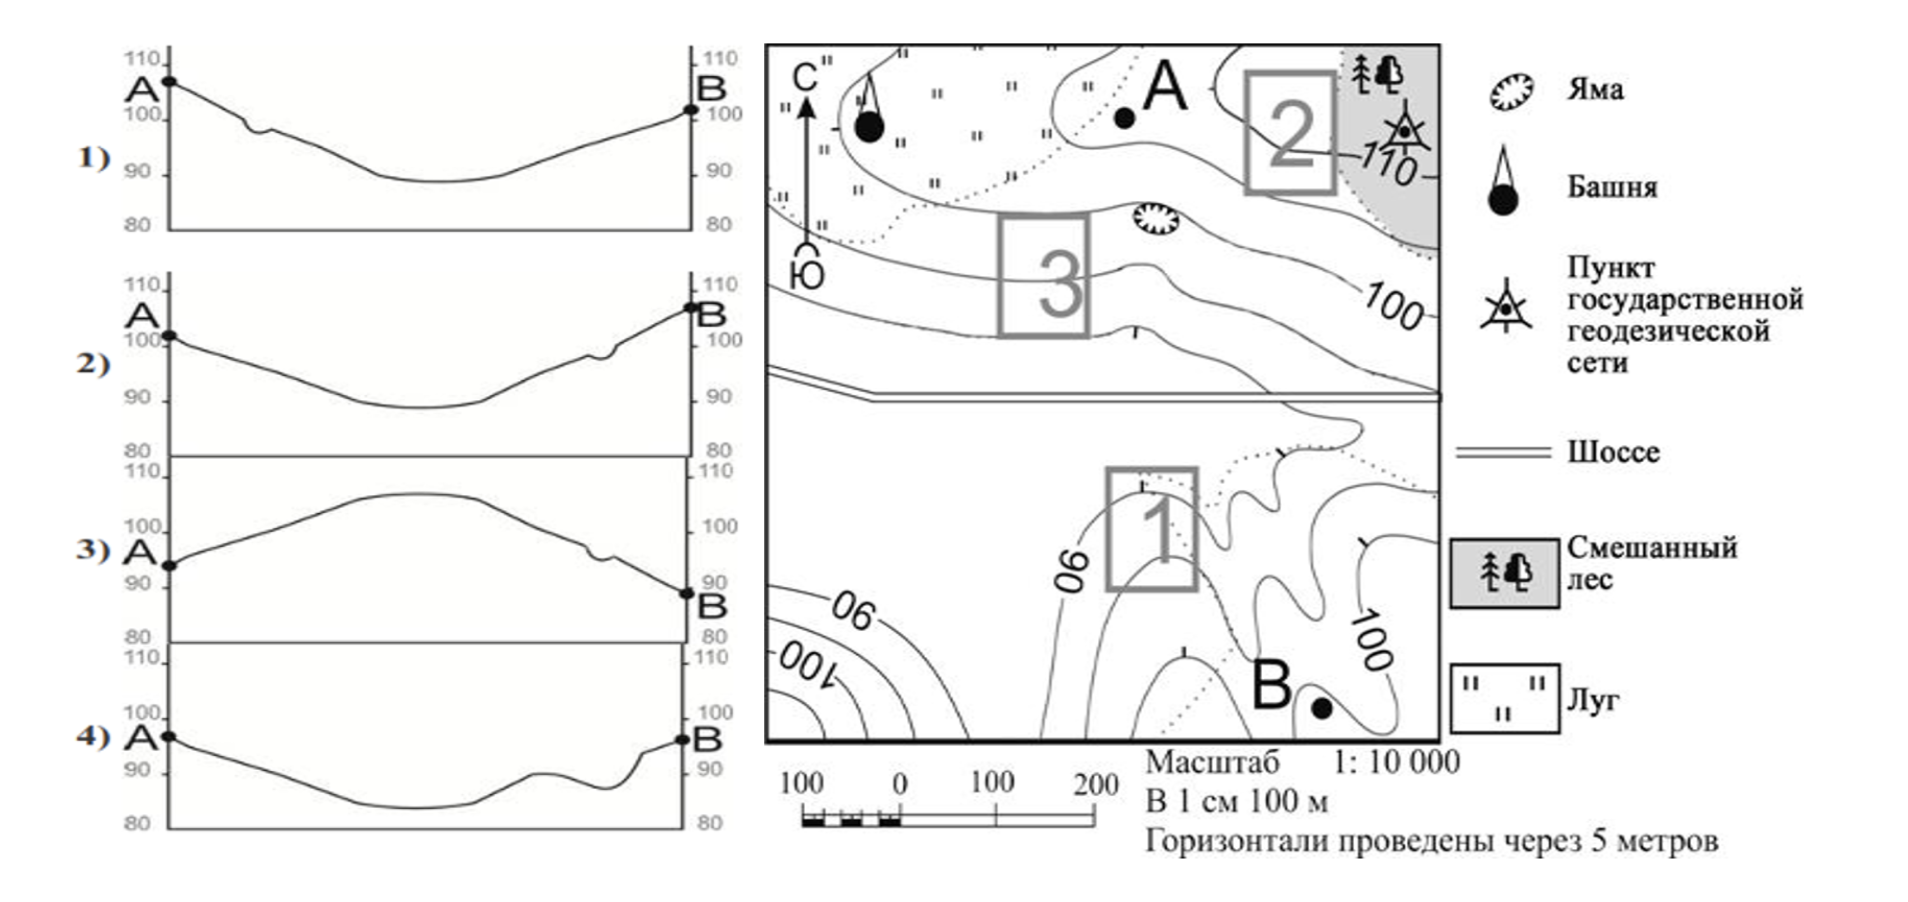 1)
110
A
100
90
80
110
B
100
90
80
2)
110
A
100
90
80
110
B
100
90
80
3)
110
100
A
90
80
110
100
90
B
80
4)
110
100
A
90
80
110
100
B
90
80
С
Ю
A
2
110
3
100
1
90
90
100
100
B
Яма
Башня
Пункт
государственной
геодезической
сети
Шоссе
Смешанный
лес
Луг
100 0 100 200
Масштаб 1: 10 000
В 1 см 100 м
Горизонтали проведены через 5 метров